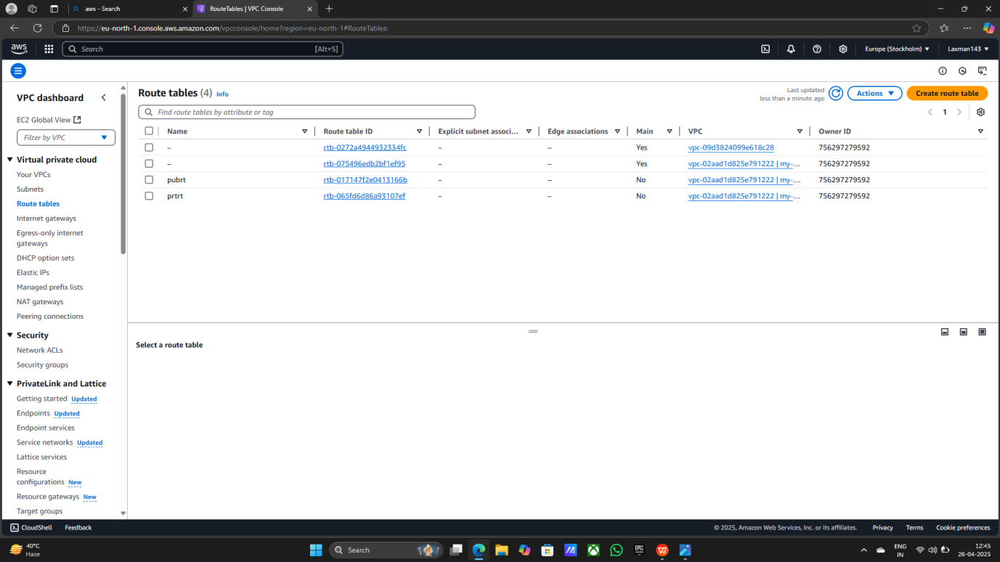 aws - Search
RouteTables | VPC Console
https://eu-north-1.console.aws.amazon.com/vpcconsole/home?region=eu-north-1#RouteTables:
aws
Search
[Alt+S]
Europe (Stockholm)
Laxman143
VPC dashboard
EC2 Global View
Filter by VPC
Virtual private cloud
Your VPCs
Subnets
Route tables
Internet gateways
Egress-only internet
gateways
DHCP option sets
Elastic IPs
Managed prefix lists
NAT gateways
Peering connections
Security
Network ACLs
Security groups
PrivateLink and Lattice
Getting started Updated
Endpoints Updated
Endpoint services
Service networks Updated
Lattice services
Resource
configurations New
Resource gateways New
Target groups
Route tables (4) Info
Last updated
less than a minute ago
Actions
Create route table
Find route tables by attribute or tag
1
Name Route table ID Explicit subnet associ... Edge associations Main VPC Owner ID
– rtb-0272a4944932334fc – – Yes vpc-09d3824099e618c28 756297279592
– rtb-075496edb2bf1ef95 – – Yes vpc-02aad1d825e791222 | my-... 756297279592
pubrt rtb-017147f2e0413166b – – No vpc-02aad1d825e791222 | my-... 756297279592
prtrt rtb-065fd6d86a93107ef – – No vpc-02aad1d825e791222 | my-... 756297279592
Select a route table
CloudShell
Feedback
© 2025, Amazon Web Services, Inc. or its affiliates.
Privacy
Terms
Cookie preferences
40°C
Haze
Search
EPIC
GAMES
ENG
IN
12:45
26-04-2025